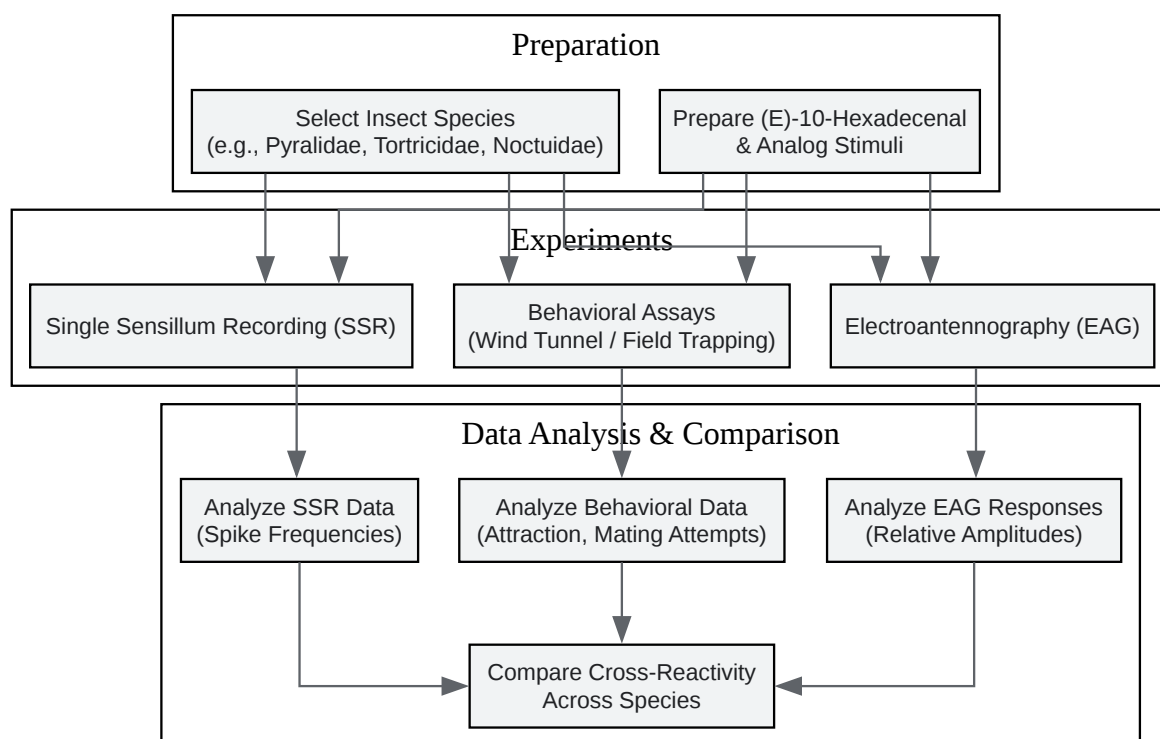 Preparation
Select Insect Species
(e.g., Pyralidae, Tortricidae, Noctuidae)
Prepare (E)-10-Hexadecenal
& Analog Stimuli
Experiments
Single Sensillum Recording (SSR)
Behavioral Assays
(Wind Tunnel / Field Trapping)
Electroantennography (EAG)
Data Analysis & Comparison
Analyze SSR Data
(Spike Frequencies)
Analyze Behavioral Data
(Attraction, Mating Attempts)
Analyze EAG Responses
(Relative Amplitudes)
Compare Cross-Reactivity
Across Species